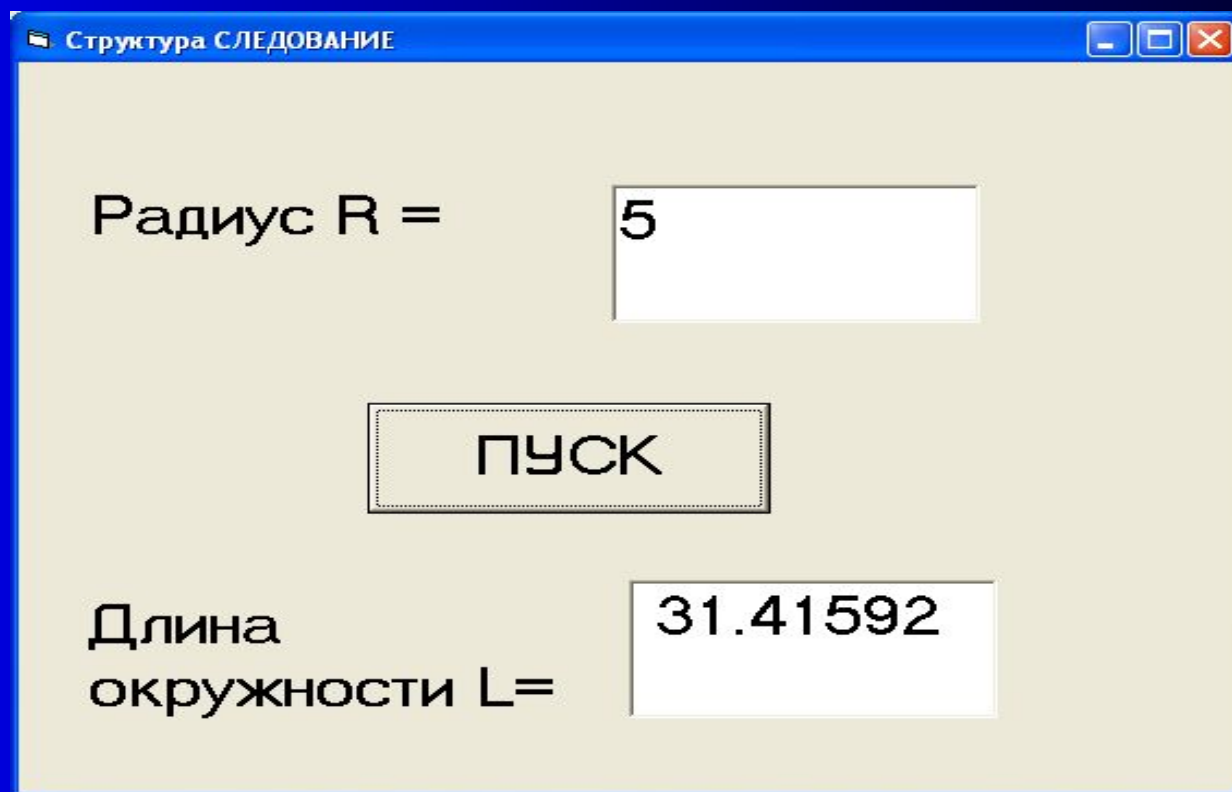 Структура СЛЕДОВАНИЕ
Радиус R =
5
ПУСК
Длина
окружности L=
31.41592